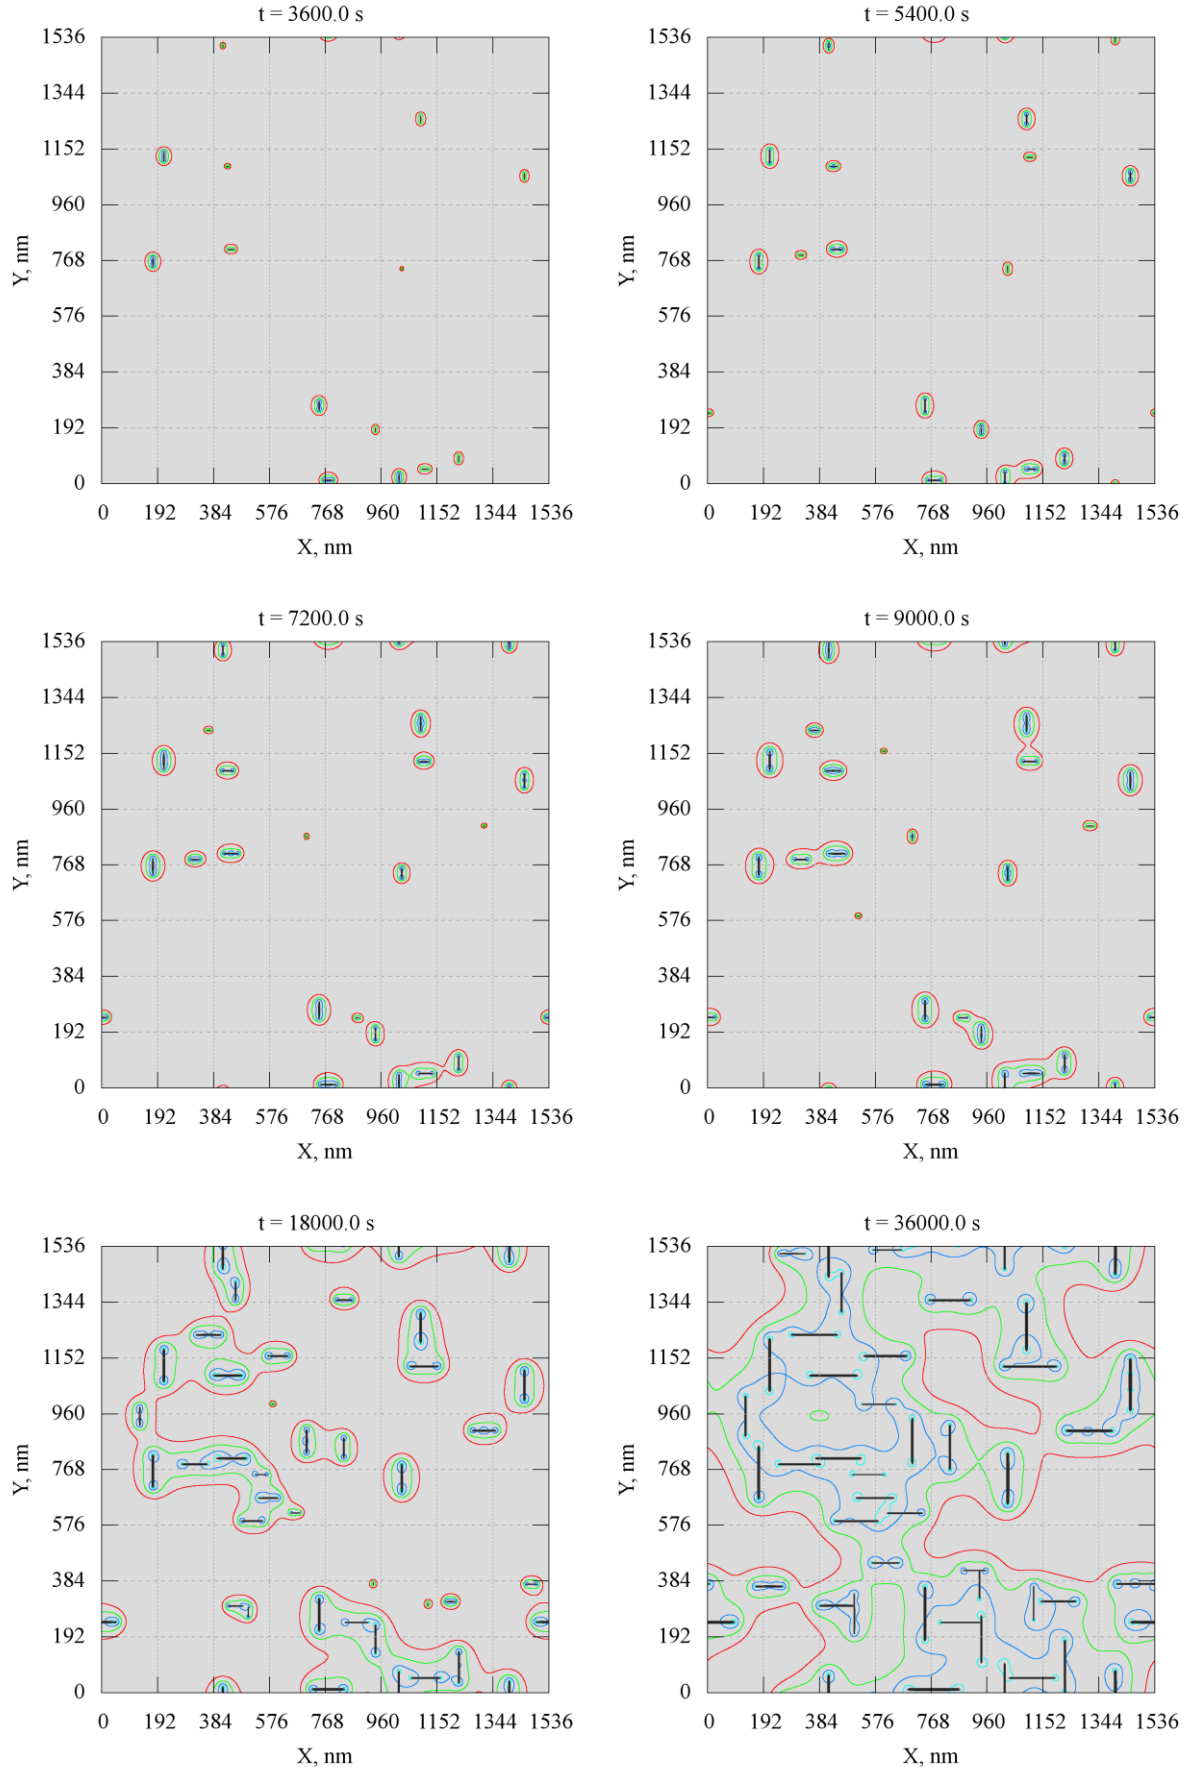 t = 3600.0 s
1536
1344
1152
960
768
576
384
192
0
Y, nm
0 192 384 576 768 960 1152 1344 1536
X, nm
t = 5400.0 s
1536
1344
1152
960
768
576
384
192
0
Y, nm
0 192 384 576 768 960 1152 1344 1536
X, nm
t = 7200.0 s
1536
1344
1152
960
768
576
384
192
0
Y, nm
0 192 384 576 768 960 1152 1344 1536
X, nm
t = 9000.0 s
1536
1344
1152
960
768
576
384
192
0
Y, nm
0 192 384 576 768 960 1152 1344 1536
X, nm
t = 18000.0 s
1536
1344
1152
960
768
576
384
192
0
Y, nm
0 192 384 576 768 960 1152 1344 1536
X, nm
t = 36000.0 s
1536
1344
1152
960
768
576
384
192
0
Y, nm
0 192 384 576 768 960 1152 1344 1536
X, nm